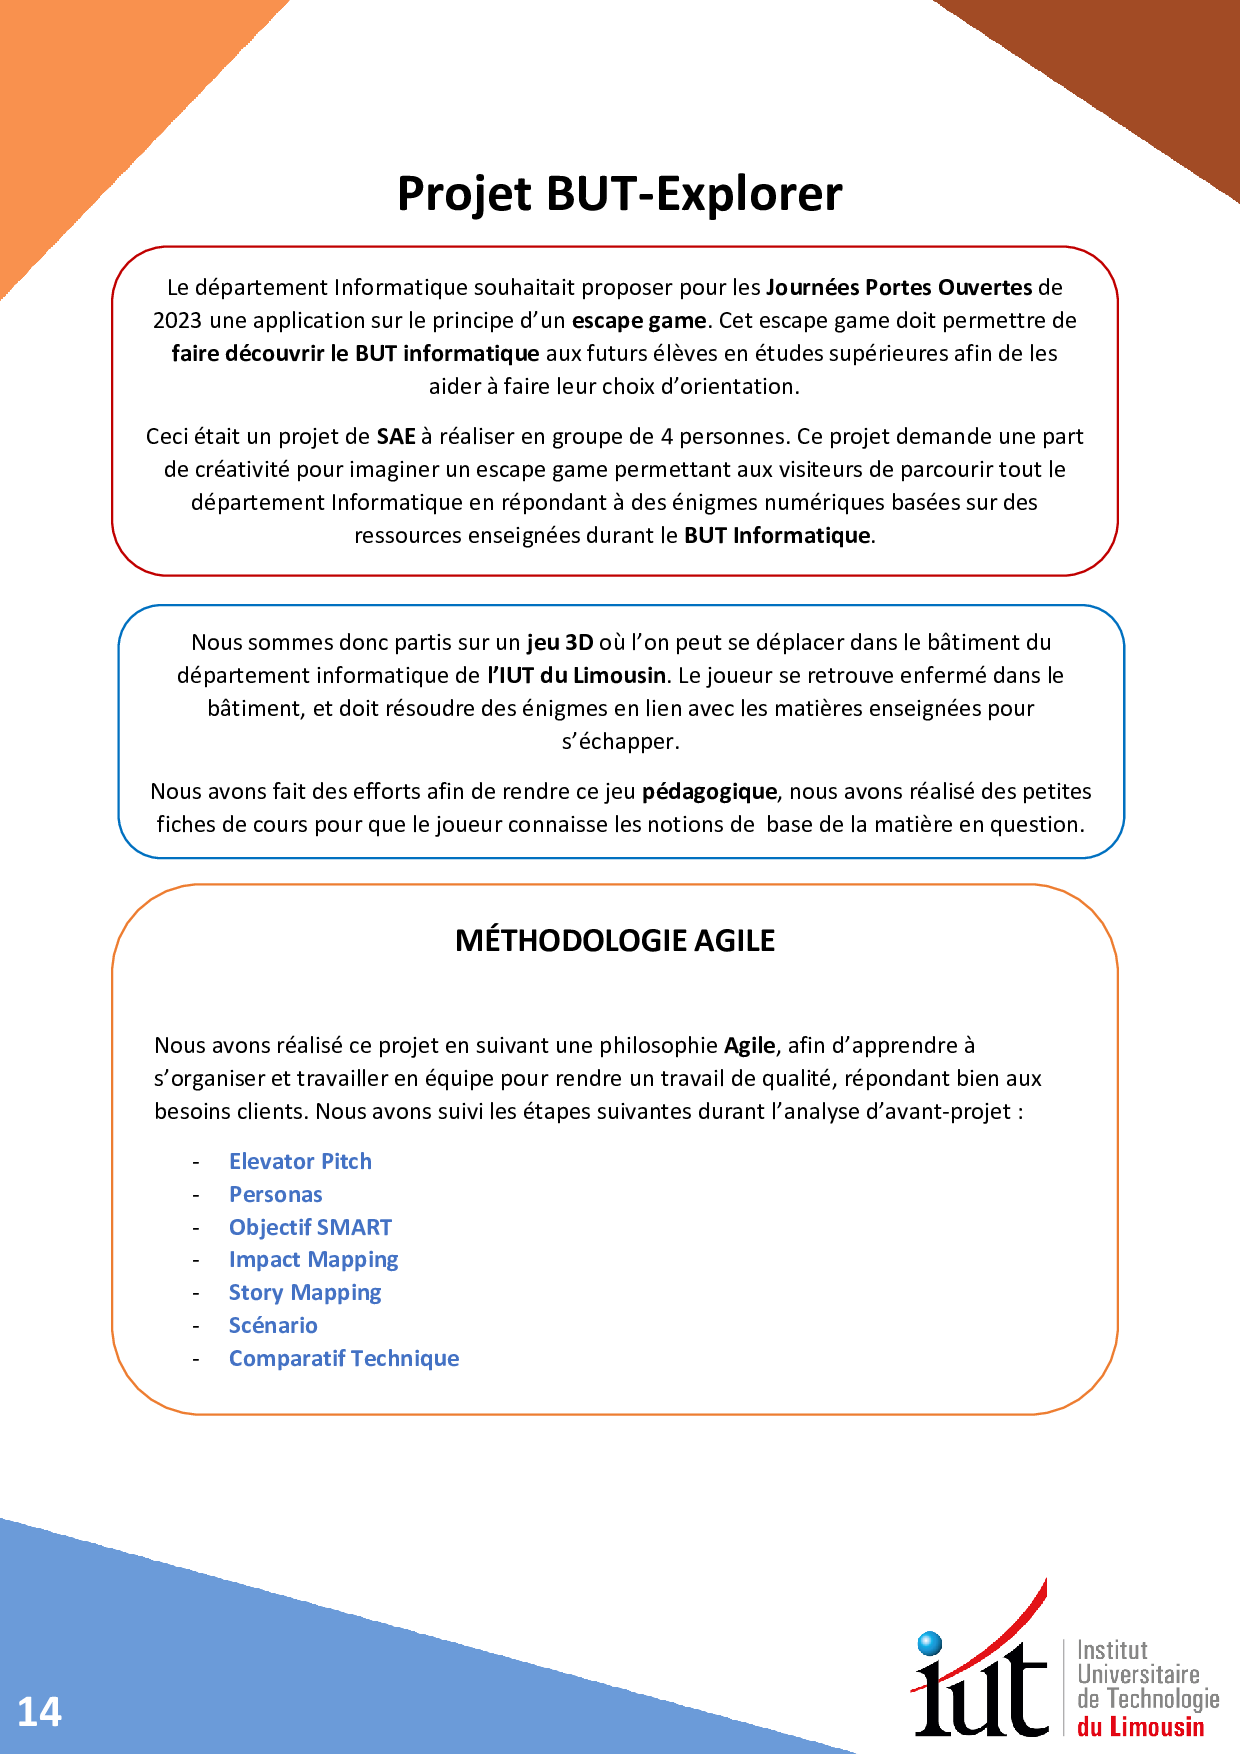 Projet BUT-Explorer
Le département Informatique souhaitait proposer pour les Journées Portes Ouvertes de
2023 une application sur le principe d’un escape game. Cet escape game doit permettre de
faire découvrir le BUT informatique aux futurs élèves en études supérieures afin de les
aider à faire leur choix d’orientation.
Ceci était un projet de SAE à réaliser en groupe de 4 personnes. Ce projet demande une part
de créativité pour imaginer un escape game permettant aux visiteurs de parcourir tout le
département Informatique en répondant à des énigmes numériques basées sur des
ressources enseignées durant le BUT Informatique.
Nous sommes donc partis sur un jeu 3D où l’on peut se déplacer dans le bâtiment du
département informatique de l’IUT du Limousin. Le joueur se retrouve enfermé dans le
bâtiment, et doit résoudre des énigmes en lien avec les matières enseignées pour
s’échapper.
Nous avons fait des efforts afin de rendre ce jeu pédagogique, nous avons réalisé des petites
fiches de cours pour que le joueur connaisse les notions de  base de la matière en question.
MÉTHODOLOGIE AGILE
Nous avons réalisé ce projet en suivant une philosophie Agile, afin d’apprendre à
s’organiser et travailler en équipe pour rendre un travail de qualité, répondant bien aux
besoins clients. Nous avons suivi les étapes suivantes durant l’analyse d’avant-projet :
- Elevator Pitch
- Personas
- Objectif SMART
- Impact Mapping
- Story Mapping
- Scénario
- Comparatif Technique
14
iut
Institut
Universitaire
de Technologie
du Limousin